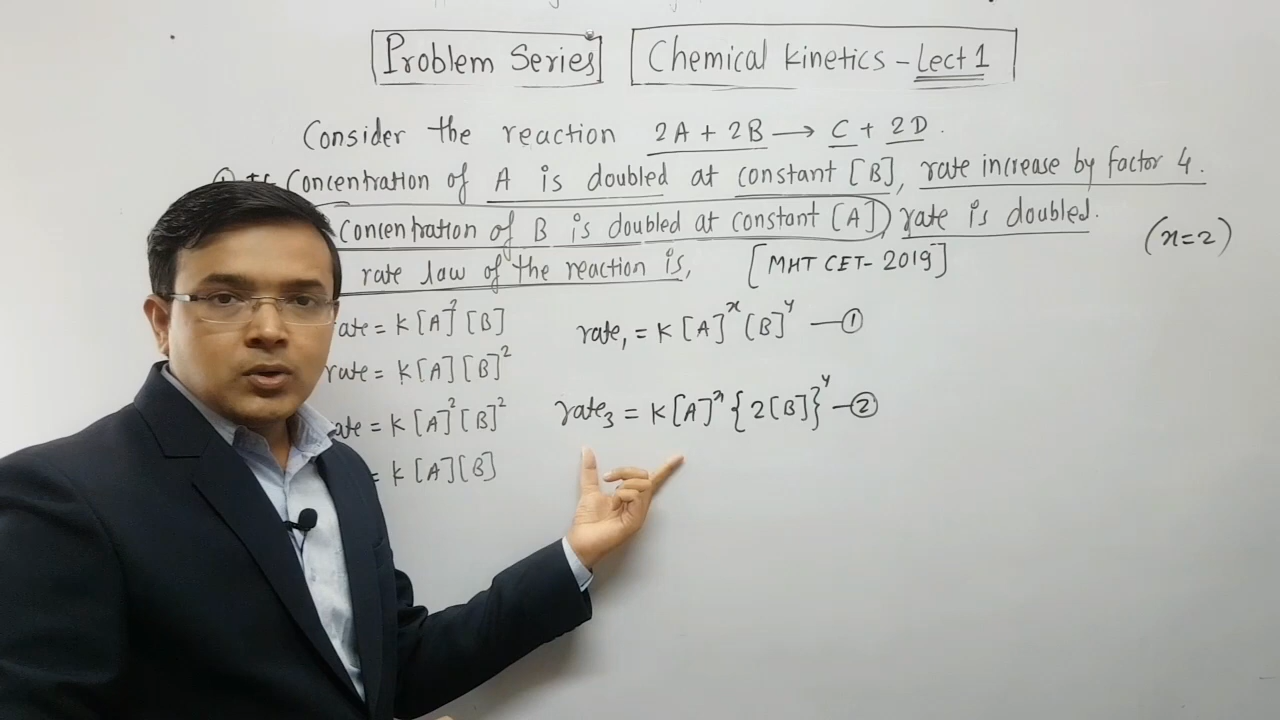 Problem Series
Chemical kinetics – Lect 1
Consider the reaction 2A + 2B ⟶ C + 2D.
Concentration of A is doubled at constant [B], rate increase by factor 4.
concentration of B is doubled at constant [A], rate is doubled.
(x=2)
rate law of the reaction is, [MHT CET- 2019]
rate = K[A]²[B]
rate = K[A][B]²
rate = K[A]²[B]²
= K[A][B]
rate₁ = K[A]ˣ[B]ʸ —①
rate₃ = K[A]ˣ{2[B]}ʸ —②